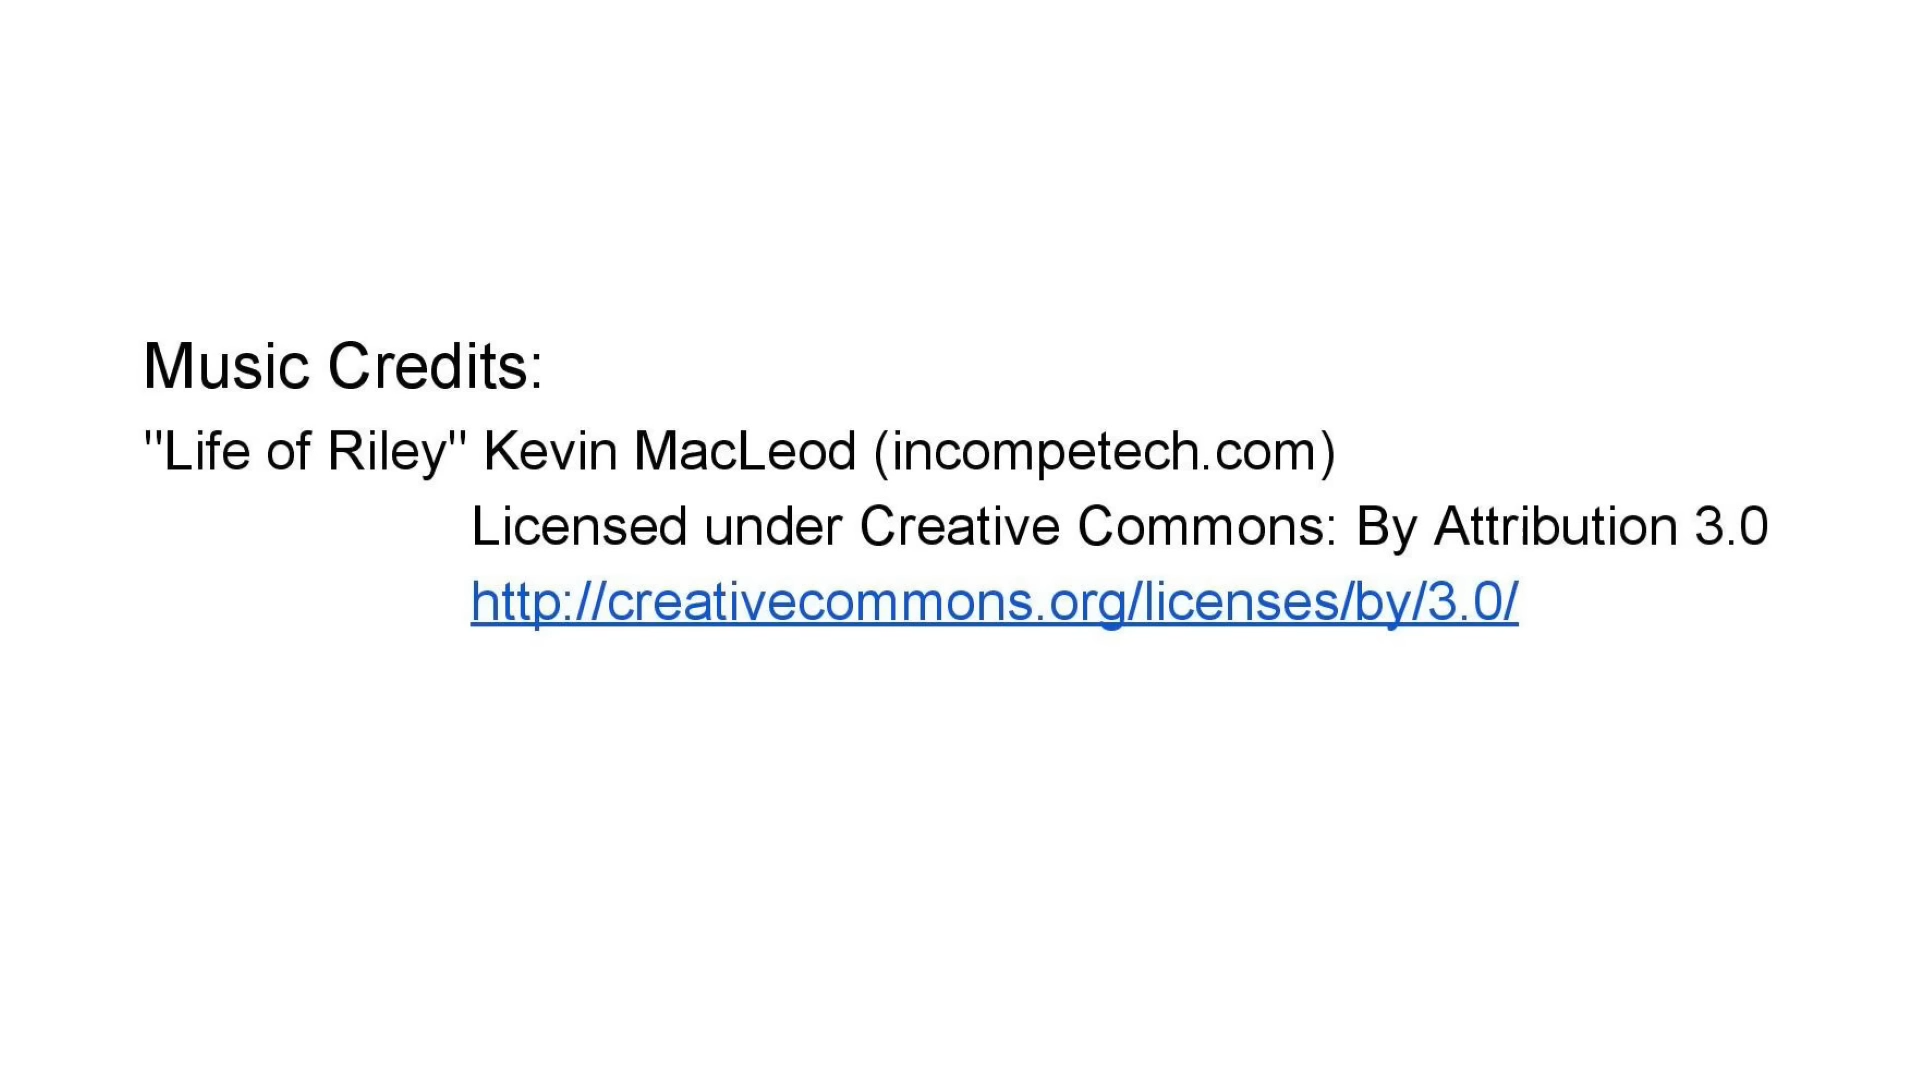 Music Credits:
"Life of Riley" Kevin MacLeod (incompetech.com)
Licensed under Creative Commons: By Attribution 3.0
http://creativecommons.org/licenses/by/3.0/